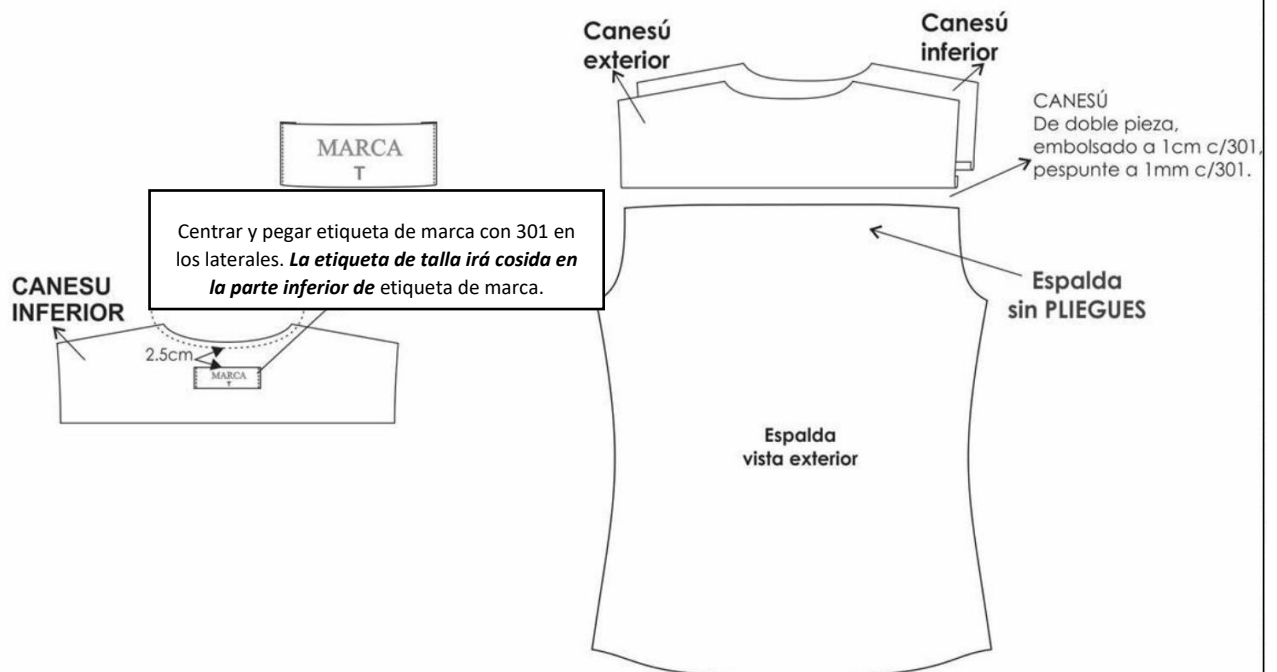 Canesú
exterior
Canesú
inferior
CANESÚ
De doble pieza,
embolsado a 1cm c/301,
pespunte a 1mm c/301.
MARCA
T
Centrar y pegar etiqueta de marca con 301 en
los laterales. La etiqueta de talla irá cosida en
la parte inferior de etiqueta de marca.
CANESU
INFERIOR
2.5cm
MARCA
T
Espalda
sin PLIEGUES
Espalda
vista exterior